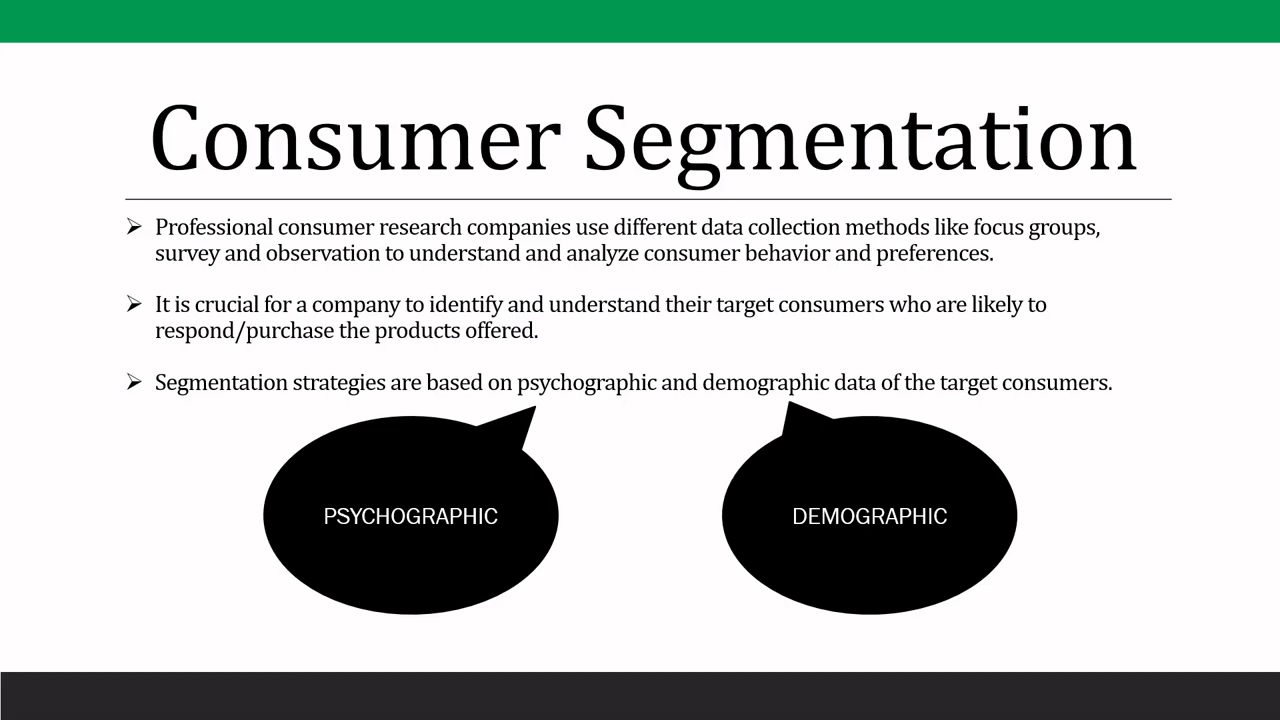 Consumer Segmentation
Professional consumer research companies use different data collection methods like focus groups,
survey and observation to understand and analyze consumer behavior and preferences.
It is crucial for a company to identify and understand their target consumers who are likely to
respond/purchase the products offered.
Segmentation strategies are based on psychographic and demographic data of the target consumers.
PSYCHOGRAPHIC
DEMOGRAPHIC